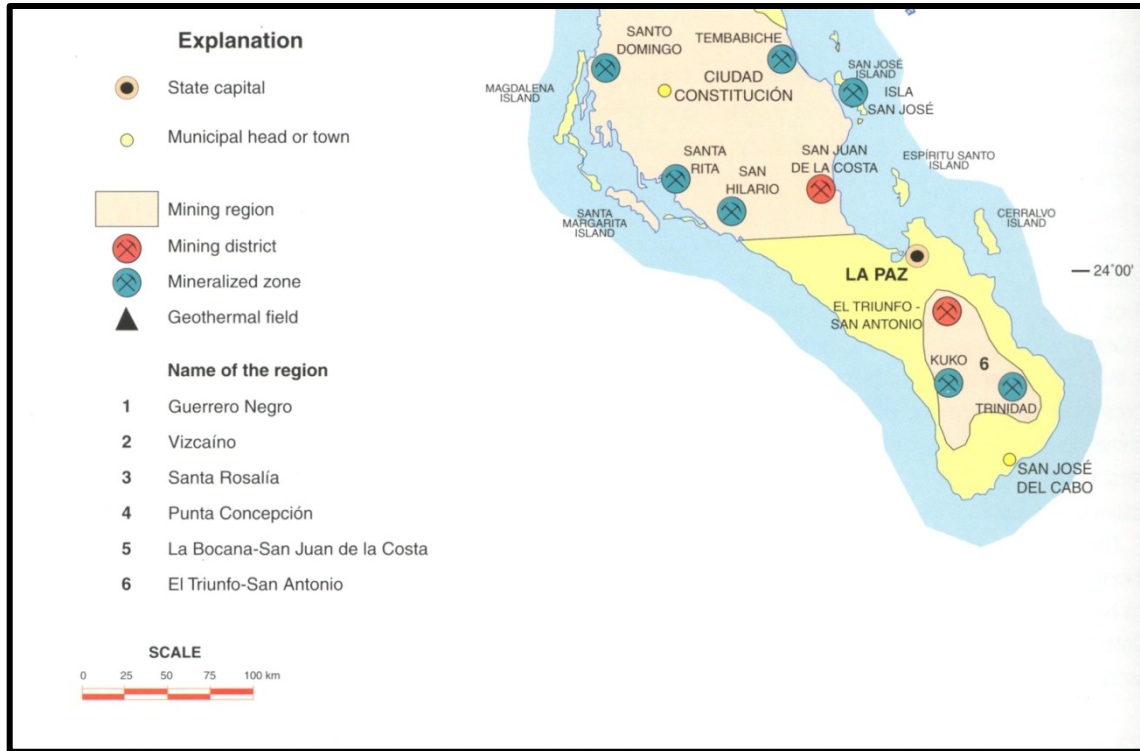 Explanation
State capital
Municipal head or town
Mining region
Mining district
Mineralized zone
Geothermal field
Name of the region
1 Guerrero Negro
2 Vizcaíno
3 Santa Rosalía
4 Punta Concepción
5 La Bocana-San Juan de la Costa
6 El Triunfo-San Antonio
SCALE
0 25 50 75 100 km
SANTO
DOMINGO
TEMBABICHE
MAGDALENA
ISLAND
CIUDAD
CONSTITUCIÓN
SAN JOSÉ
ISLAND
ISLA
SAN JOSÉ
SANTA
RITA
SAN
HILARIO
SAN JUAN
DE LA COSTA
ESPÍRITU SANTO
ISLAND
SANTA
MARGARITA
ISLAND
CERRALVO
ISLAND
LA PAZ
24°00'
EL TRIUNFO -
SAN ANTONIO
KUKO
6
TRINIDAD
SAN JOSÉ
DEL CABO